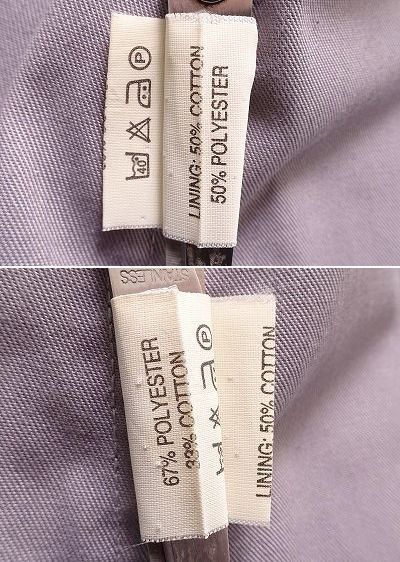 40°
P
LINING: 50% COTTON
50% POLYESTER
STAINLESS
67% POLYESTER
33% COTTON
P
LINING: 50% COTTON